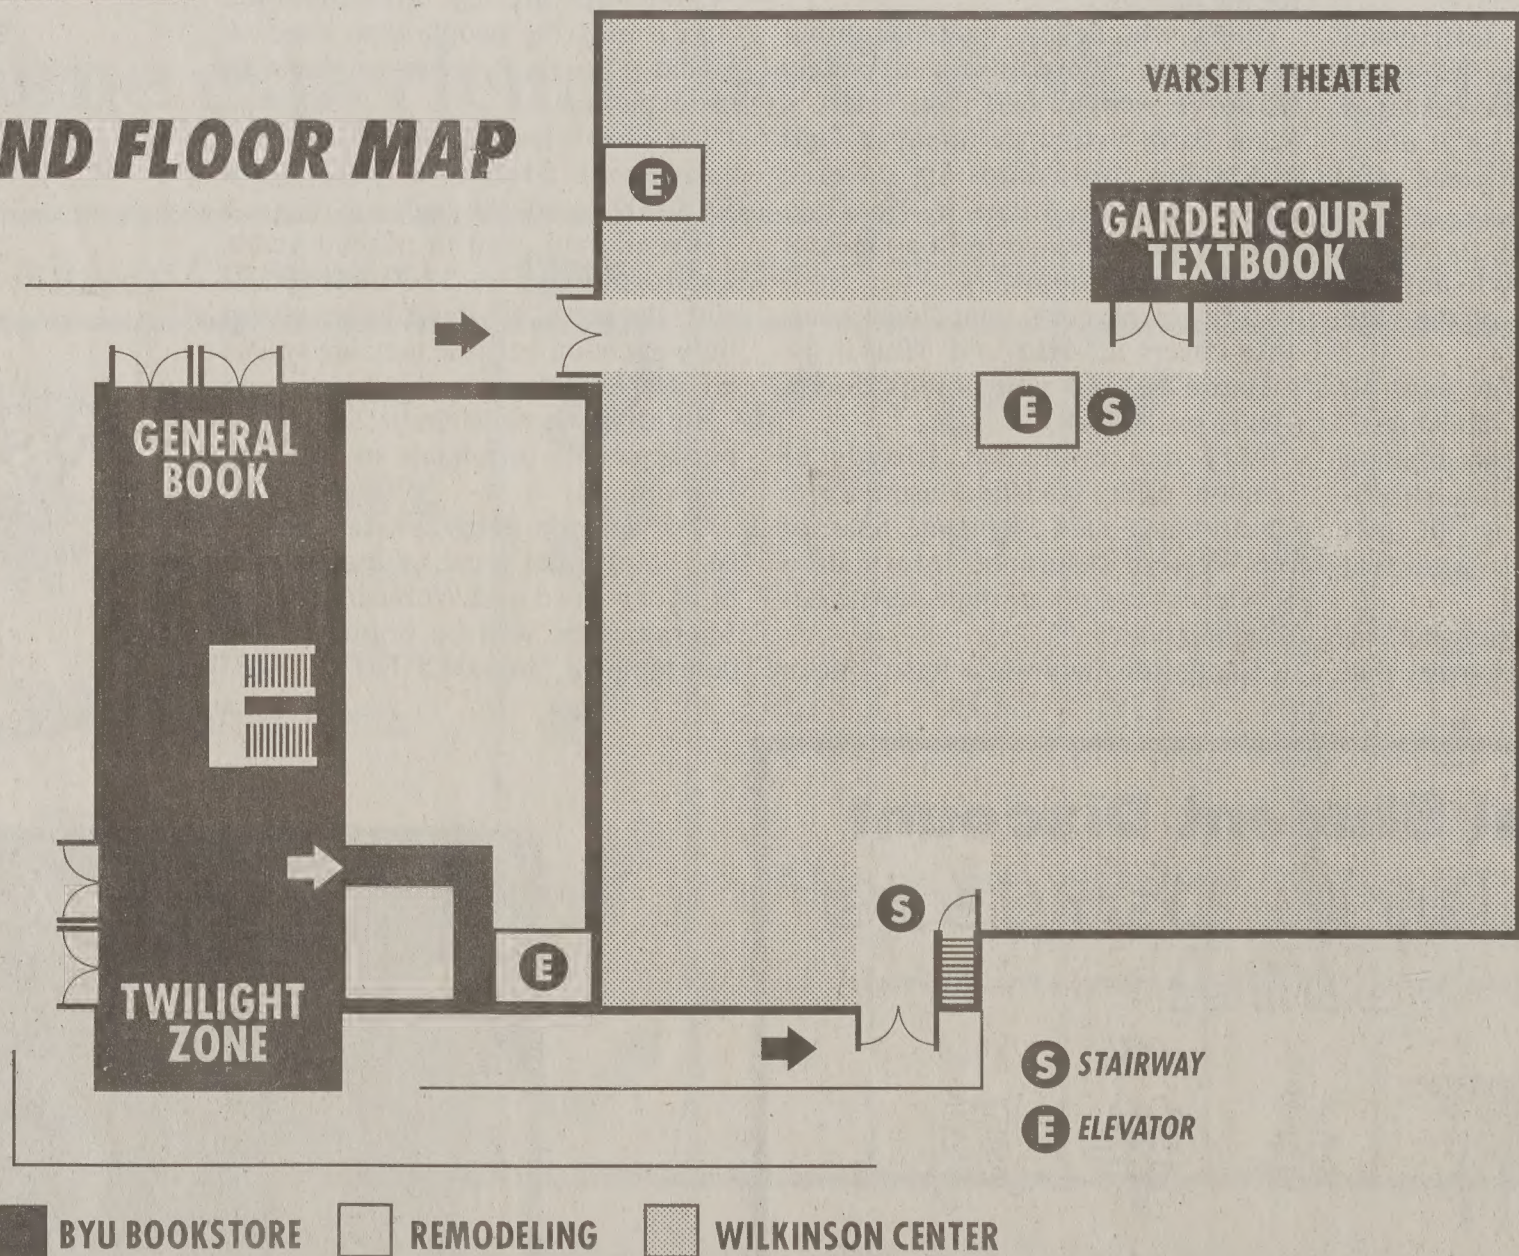 VARSITY THEATER
ND FLOOR MAP
E
GARDEN COURT
TEXTBOOK
E S
GENERAL
BOOK
S
E
TWILIGHT
ZONE
S STAIRWAY
E ELEVATOR
BYU BOOKSTORE REMODELING WILKINSON CENTER